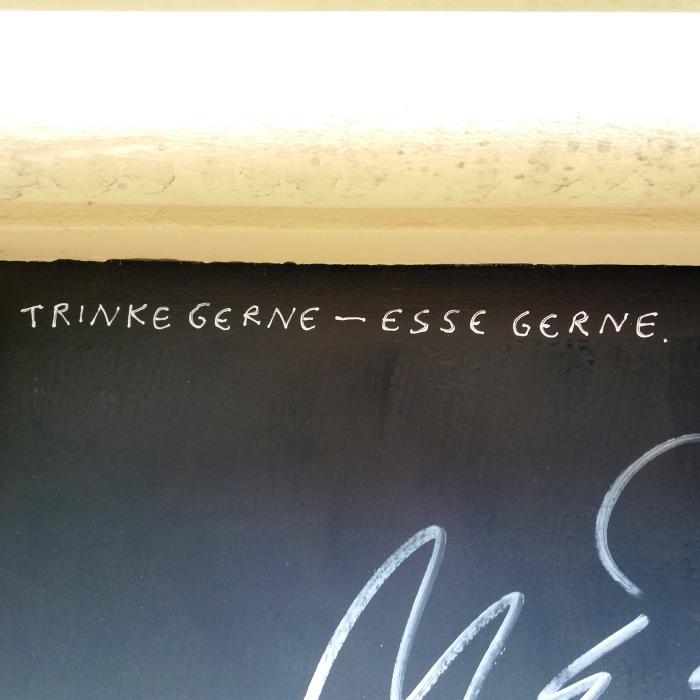 TRINKE GERNE — ESSE GERNE.